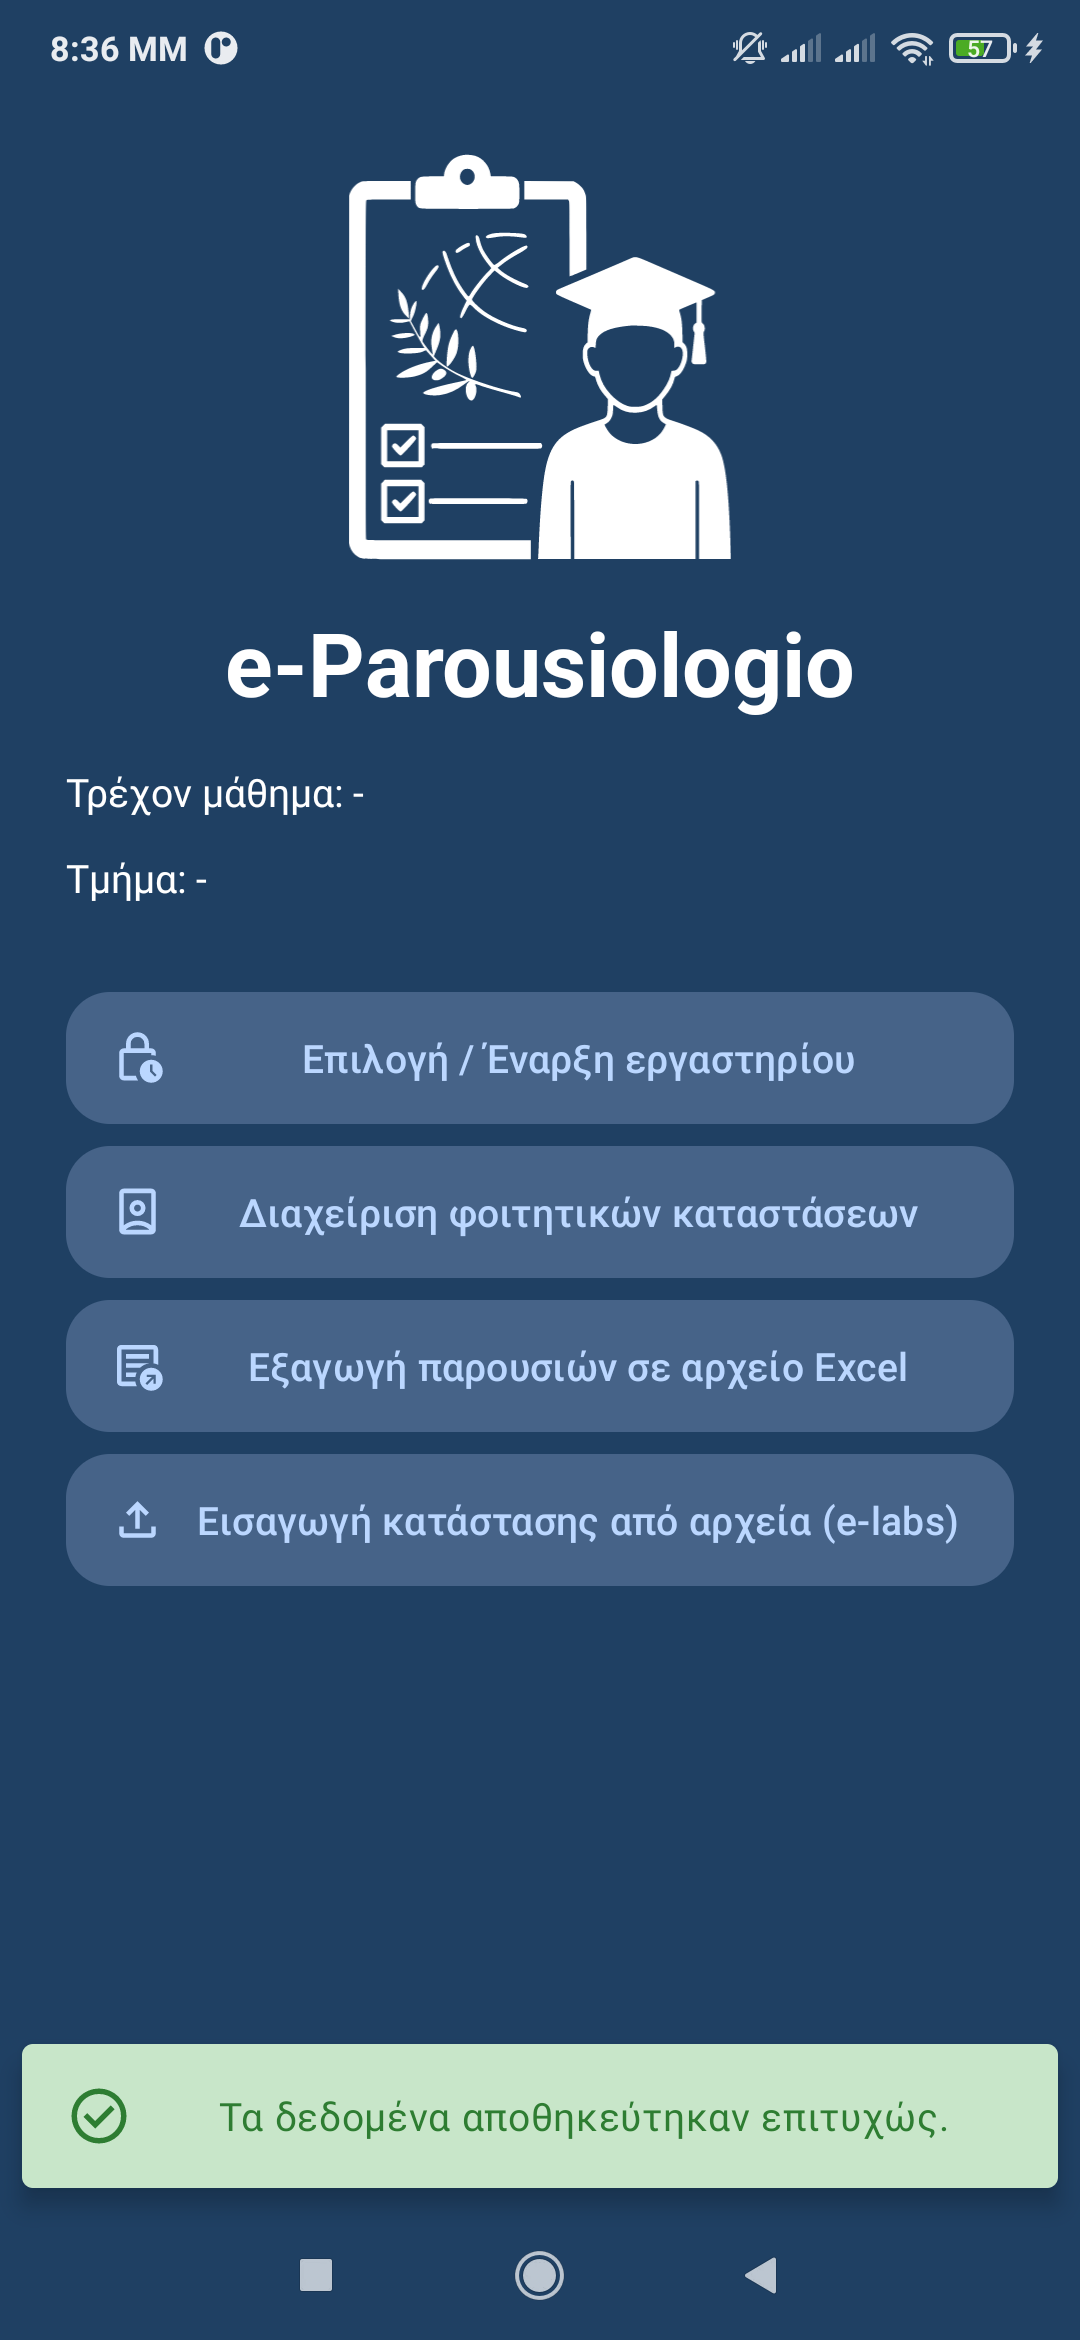 8:36 ΜΜ
57
e-Parousiologio
Τρέχον μάθημα: -
Τμήμα: -
Επιλογή / Έναρξη εργαστηρίου
Διαχείριση φοιτητικών καταστάσεων
Εξαγωγή παρουσιών σε αρχείο Excel
Εισαγωγή κατάστασης από αρχεία (e-labs)
Τα δεδομένα αποθηκεύτηκαν επιτυχώς.